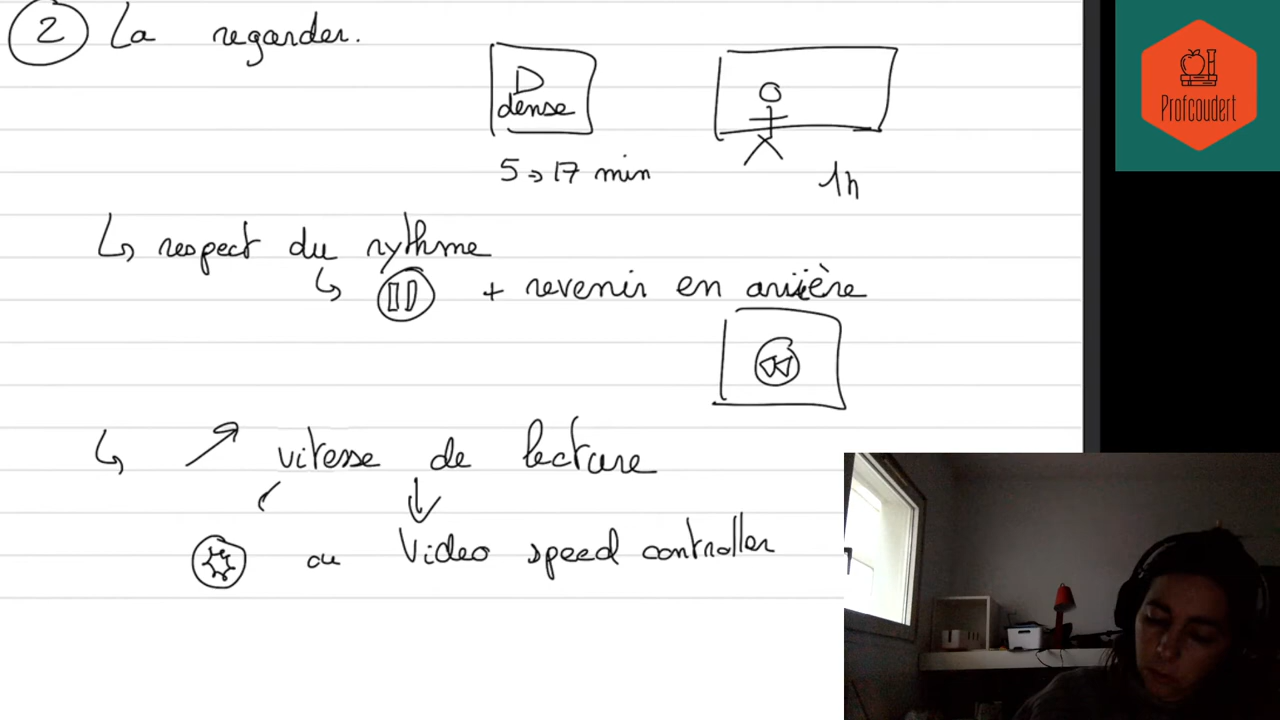 2 La regarder.
D
dense
5 → 17 min
1h
Profcoudert
↳ respect du rythme
↳ + revenir en arrière
↳ ↗ vitesse de lecture
ou Video speed controller